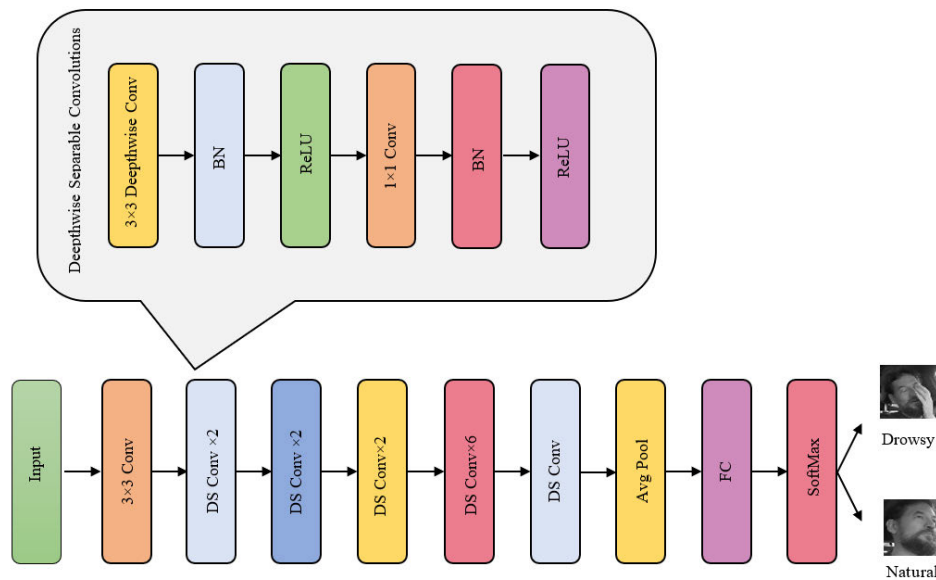 Deepthwise Separable Convolutions
3×3 Deepthwise Conv
BN
ReLU
1×1 Conv
BN
ReLU
Input
3×3 Conv
DS Conv ×2
DS Conv ×2
DS Conv×2
DS Conv×6
DS Conv
Avg Pool
FC
SoftMax
Drowsy
Natural